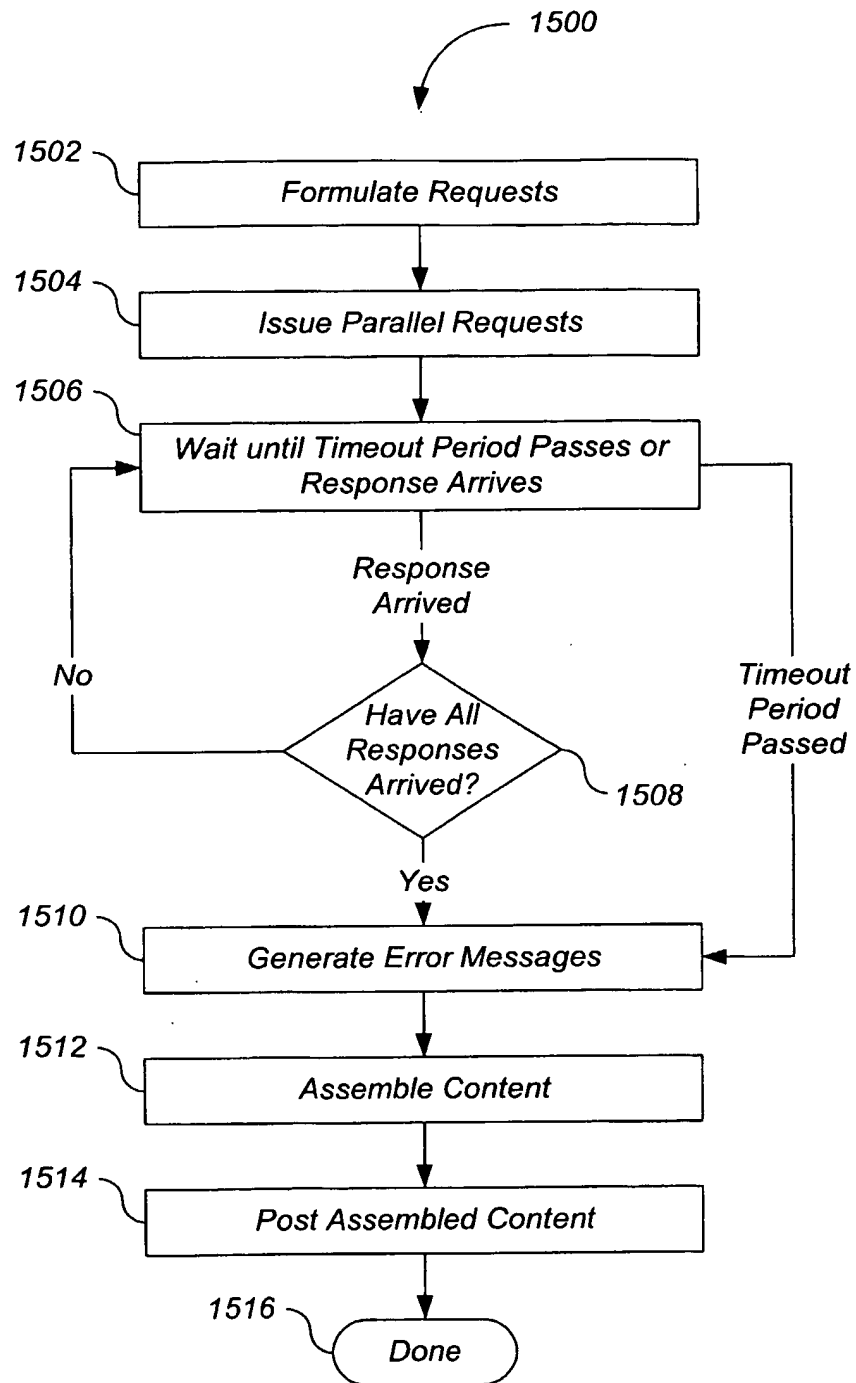 1500
1502
Formulate Requests
1504
Issue Parallel Requests
1506
Wait until Timeout Period Passes or
Response Arrives
Response
Arrived
No
Timeout
Period
Passed
Have All
Responses
Arrived?
1508
Yes
1510
Generate Error Messages
1512
Assemble Content
1514
Post Assembled Content
1516
Done